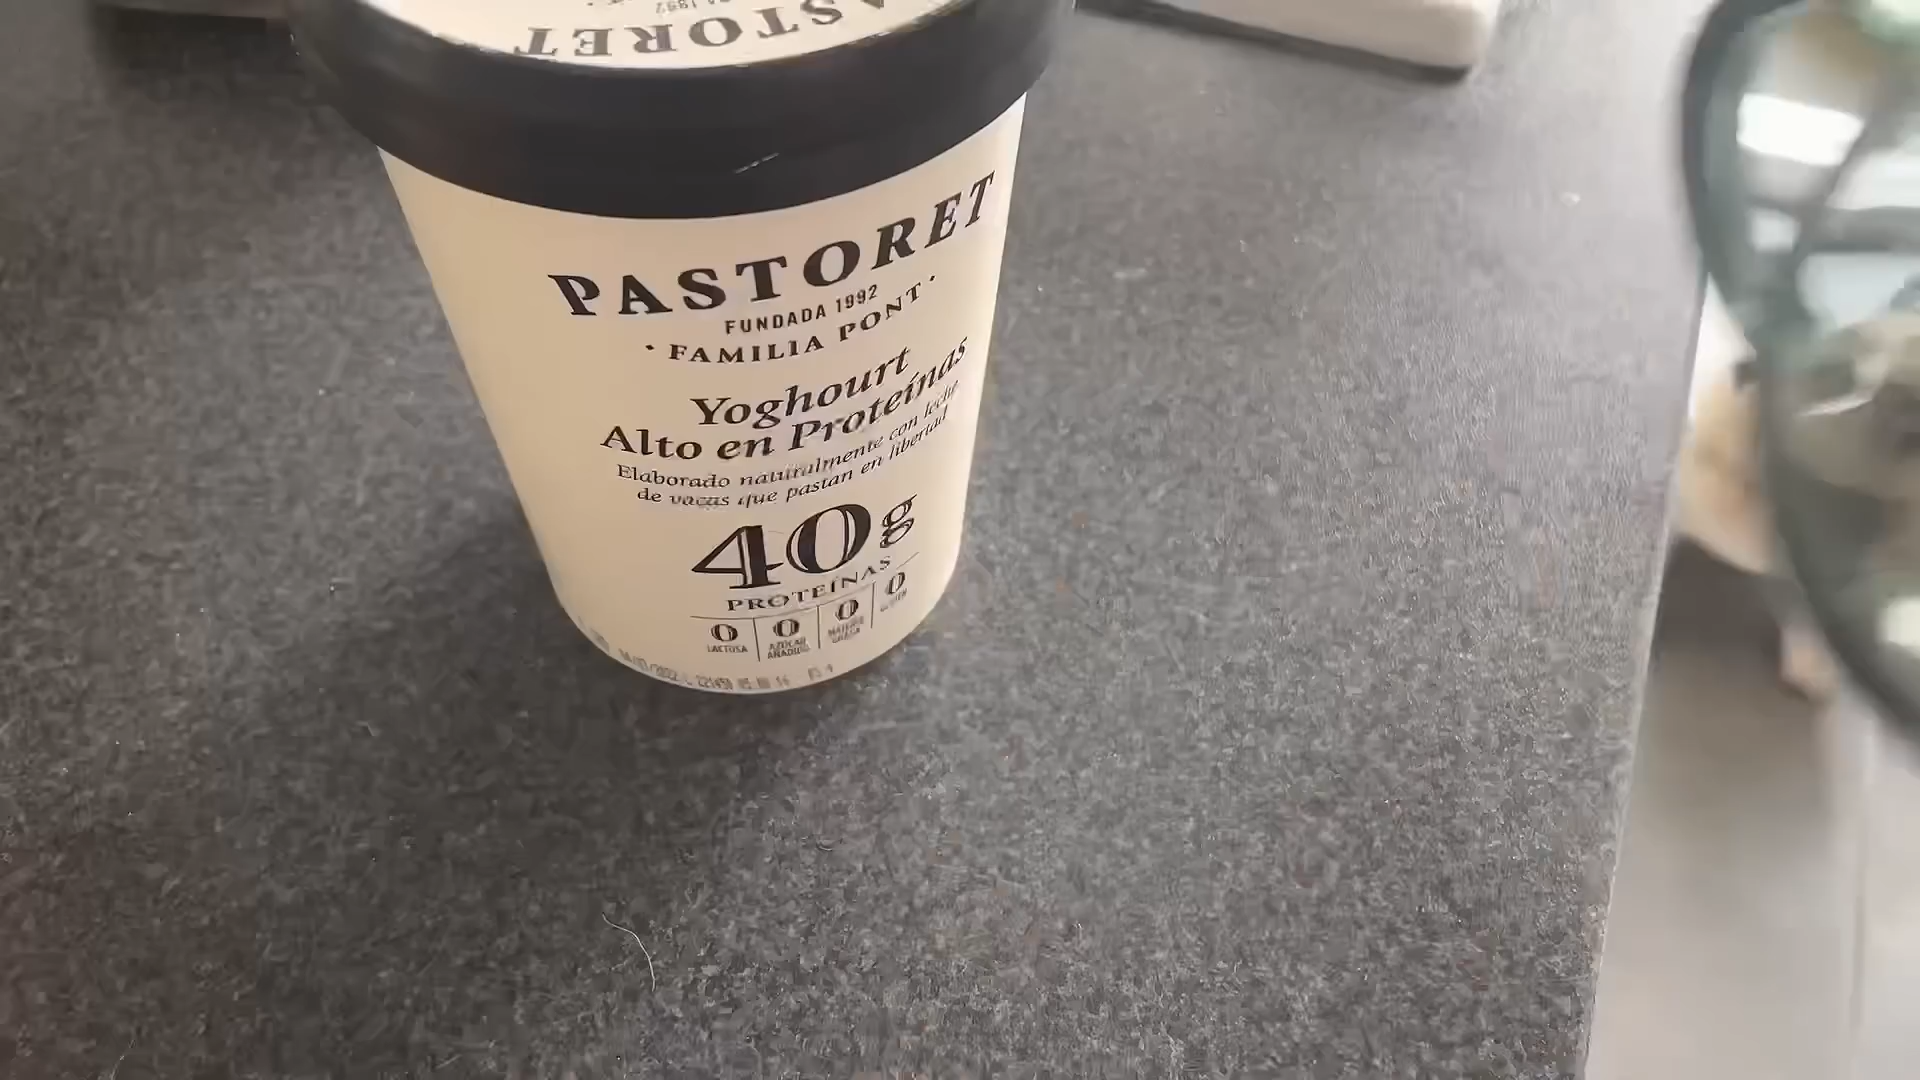 PASTORET
PASTORET
FUNDADA 1992
· FAMILIA PONT ·
Yoghourt
Alto en Proteínas
Elaborado naturalmente con leche
de vacas que pastan en libertad
40g
PROTEÍNAS
0 0 0 0
LACTOSA AZÚCAR AÑADIDO MATERIA GRASA GLUTEN